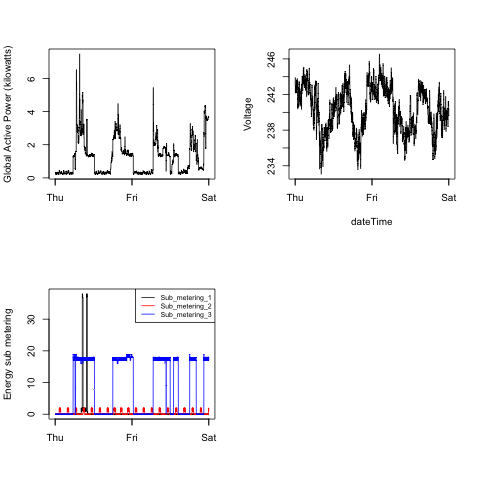 Global Active Power (kilowatts)
0 2 4 6
Thu Fri Sat
Voltage
234 238 242 246
Thu Fri Sat
dateTime
Energy sub metering
0 10 20 30
Sub_metering_1
Sub_metering_2
Sub_metering_3
Thu Fri Sat